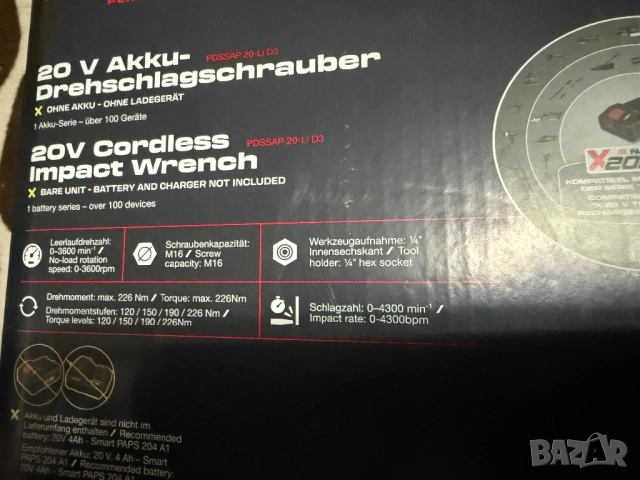 20 V Akku- PDSSAP 20-Li D3
Drehschlagschrauber
X OHNE AKKU - OHNE LADEGERÄT
1 Akku-Serie – über 100 Geräte
20V Cordless PDSSAP 20-Li D3
Impact Wrench
X BARE UNIT - BATTERY AND CHARGER NOT INCLUDED
1 battery series – over 100 devices
Leerlaufdrehzahl:
0-3600 min⁻¹ /
No-load rotation
speed: 0-3600rpm
Schraubenkapazität:
M16 / Screw
capacity: M16
Werkzeugaufnahme: ¼"
Innensechskant / Tool
holder: ¼" hex socket
Drehmoment: max. 226 Nm / Torque: max. 226Nm
Drehmomentstufen: 120 / 150 / 190 / 226 Nm /
Torque levels: 120 / 150 / 190 / 226Nm
Schlagzahl: 0–4300 min⁻¹ /
Impact rate: 0-4300bpm
X Akku und Ladegerät sind nicht im
Lieferumfang enthalten / Recommended
battery: 20V 4Ah - Smart PAPS 204 A1
Empfohlener Akku: 20 V, 4 Ah - Smart
PAPS 204 A1 / Recommended battery:
20V 4Ah - Smart PAPS 204 A1
X20
KOMPATIBEL M
DER SERIE
BAZAR
bazar.bg